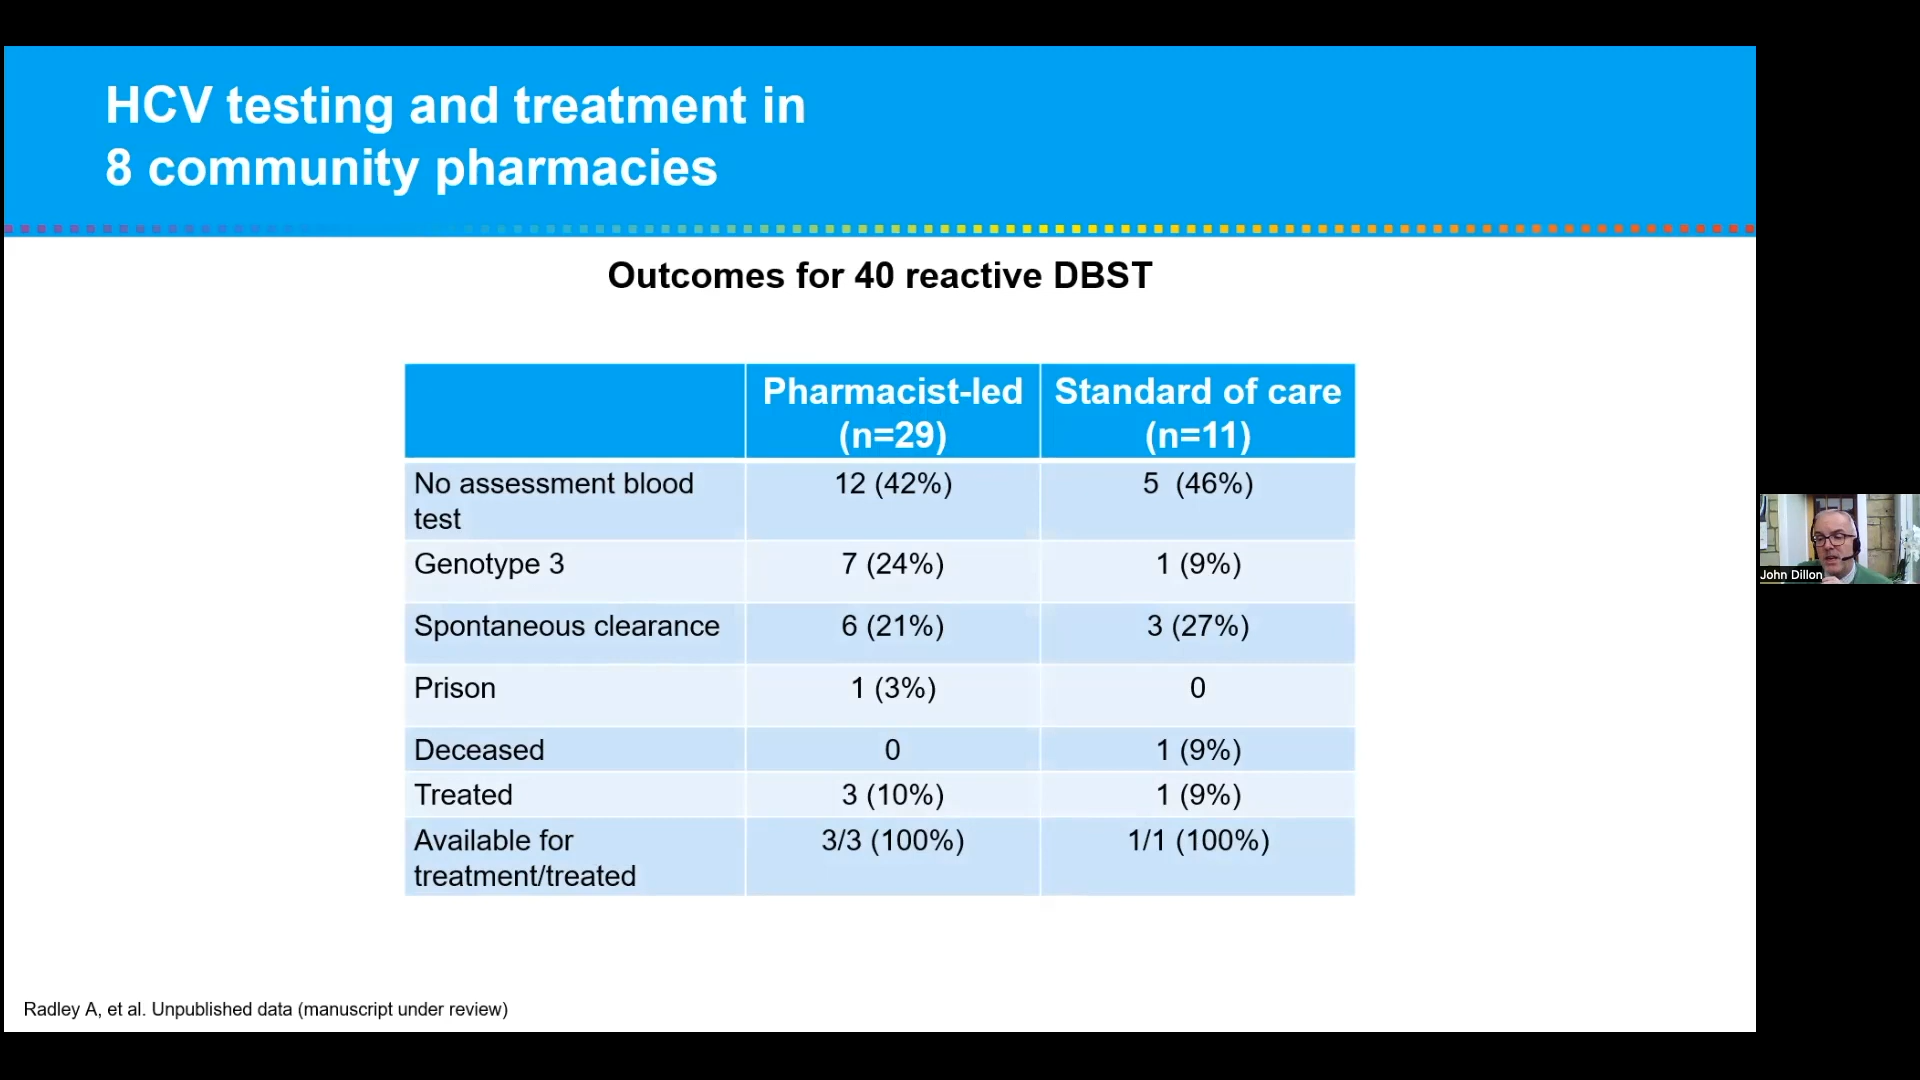 HCV testing and treatment in
8 community pharmacies
Outcomes for 40 reactive DBST
Pharmacist-led Standard of care
(n=29) (n=11)
No assessment blood 12 (42%) 5 (46%)
test
Genotype 3 7 (24%) 1 (9%)
Spontaneous clearance 6 (21%) 3 (27%)
Prison 1 (3%) 0
Deceased 0 1 (9%)
Treated 3 (10%) 1 (9%)
Available for 3/3 (100%) 1/1 (100%)
treatment/treated
Radley A, et al. Unpublished data (manuscript under review)
John Dillon